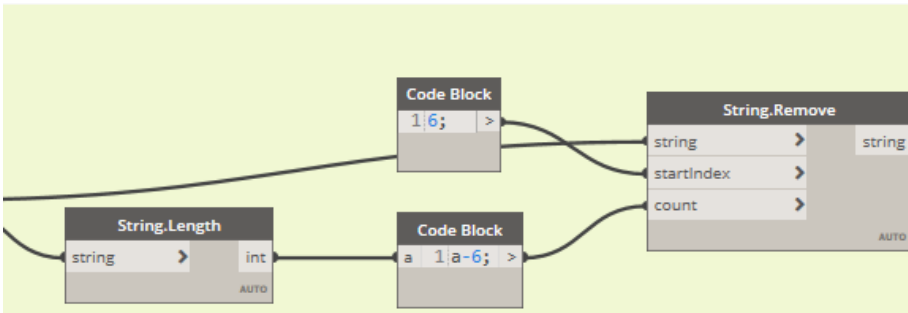 Code Block
1 6; >
String.Remove
string > string
startIndex >
count >
AUTO
String.Length
string > int
AUTO
Code Block
a 1 a-6; >